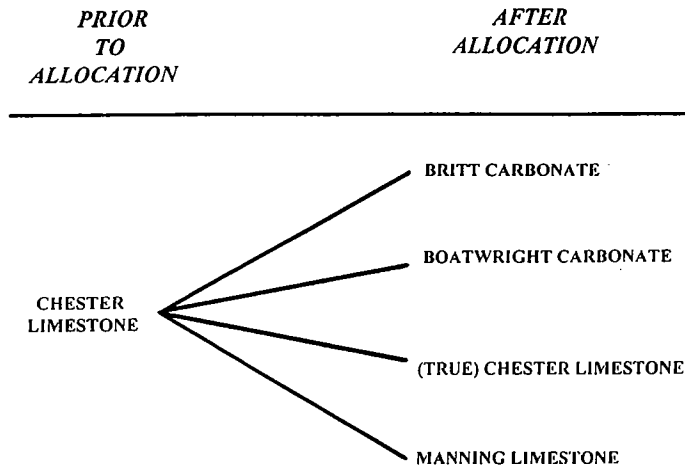 PRIOR
TO
ALLOCATION
AFTER
ALLOCATION
BRITT CARBONATE
BOATWRIGHT CARBONATE
CHESTER
LIMESTONE
(TRUE) CHESTER LIMESTONE
MANNING LIMESTONE